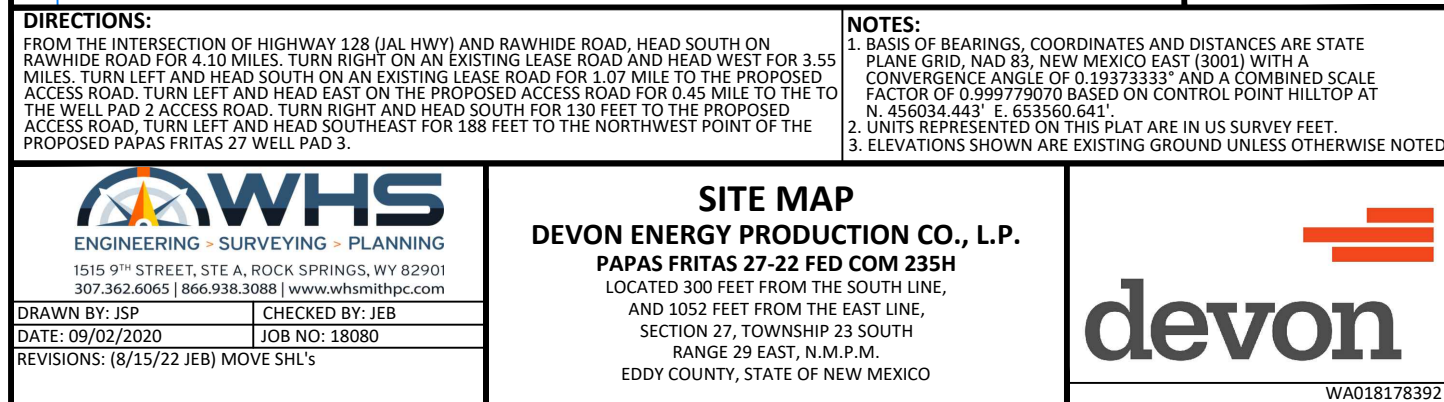 DIRECTIONS:
FROM THE INTERSECTION OF HIGHWAY 128 (JAL HWY) AND RAWHIDE ROAD, HEAD SOUTH ON
RAWHIDE ROAD FOR 4.10 MILES. TURN RIGHT ON AN EXISTING LEASE ROAD AND HEAD WEST FOR 3.55
MILES. TURN LEFT AND HEAD SOUTH ON AN EXISTING LEASE ROAD FOR 1.07 MILE TO THE PROPOSED
ACCESS ROAD. TURN LEFT AND HEAD EAST ON THE PROPOSED ACCESS ROAD FOR 0.45 MILE TO THE TO
THE WELL PAD 2 ACCESS ROAD. TURN RIGHT AND HEAD SOUTH FOR 130 FEET TO THE PROPOSED
ACCESS ROAD, TURN LEFT AND HEAD SOUTHEAST FOR 188 FEET TO THE NORTHWEST POINT OF THE
PROPOSED PAPAS FRITAS 27 WELL PAD 3.
NOTES:
1. BASIS OF BEARINGS, COORDINATES AND DISTANCES ARE STATE
PLANE GRID, NAD 83, NEW MEXICO EAST (3001) WITH A
CONVERGENCE ANGLE OF 0.19373333° AND A COMBINED SCALE
FACTOR OF 0.999779070 BASED ON CONTROL POINT HILLTOP AT
N. 456034.443' E. 653560.641'.
2. UNITS REPRESENTED ON THIS PLAT ARE IN US SURVEY FEET.
3. ELEVATIONS SHOWN ARE EXISTING GROUND UNLESS OTHERWISE NOTED
WHS
ENGINEERING > SURVEYING > PLANNING
1515 9TH STREET, STE A, ROCK SPRINGS, WY 82901
307.362.6065 | 866.938.3088 | www.whsmithpc.com
DRAWN BY: JSP CHECKED BY: JEB
DATE: 09/02/2020 JOB NO: 18080
REVISIONS: (8/15/22 JEB) MOVE SHL's
SITE MAP
DEVON ENERGY PRODUCTION CO., L.P.
PAPAS FRITAS 27-22 FED COM 235H
LOCATED 300 FEET FROM THE SOUTH LINE,
AND 1052 FEET FROM THE EAST LINE,
SECTION 27, TOWNSHIP 23 SOUTH
RANGE 29 EAST, N.M.P.M.
EDDY COUNTY, STATE OF NEW MEXICO
devon
WA018178392